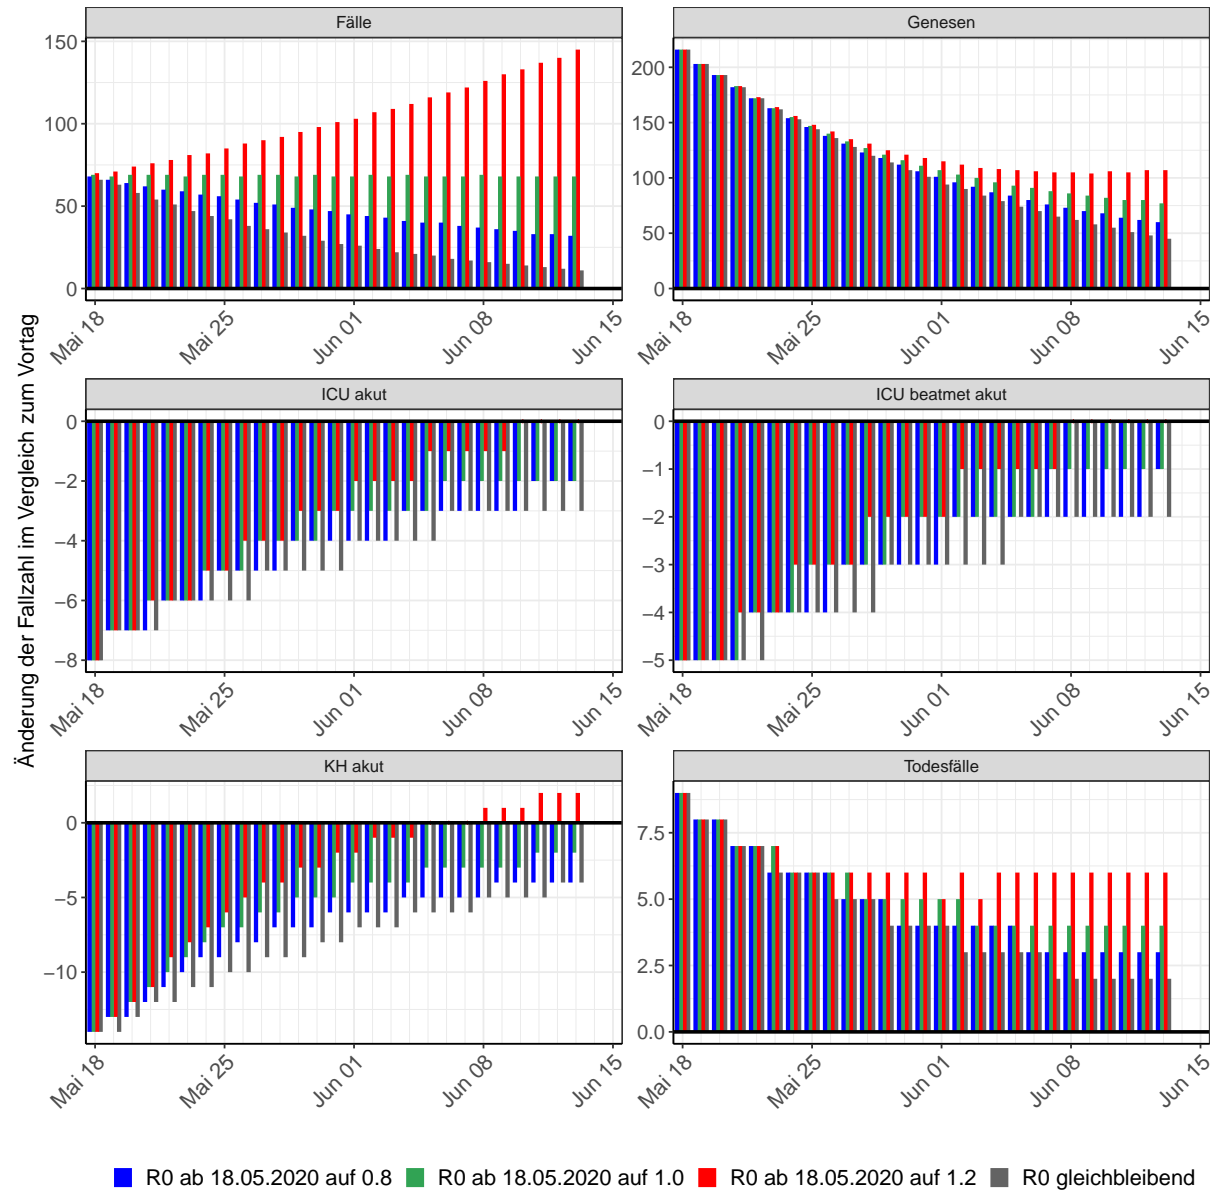 Fälle
Genesen
150
100
50
0
200
150
100
50
0
Mai 18
Mai 25
Jun 01
Jun 08
Jun 15
Mai 18
Mai 25
Jun 01
Jun 08
Jun 15
Änderung der Fallzahl im Vergleich zum Vortag
ICU akut
ICU beatmet akut
0
−2
−4
−6
−8
0
−1
−2
−3
−4
−5
Mai 18
Mai 25
Jun 01
Jun 08
Jun 15
Mai 18
Mai 25
Jun 01
Jun 08
Jun 15
KH akut
Todesfälle
0
−5
−10
7.5
5.0
2.5
0.0
Mai 18
Mai 25
Jun 01
Jun 08
Jun 15
Mai 18
Mai 25
Jun 01
Jun 08
Jun 15
R0 ab 18.05.2020 auf 0.8 R0 ab 18.05.2020 auf 1.0 R0 ab 18.05.2020 auf 1.2 R0 gleichbleibend